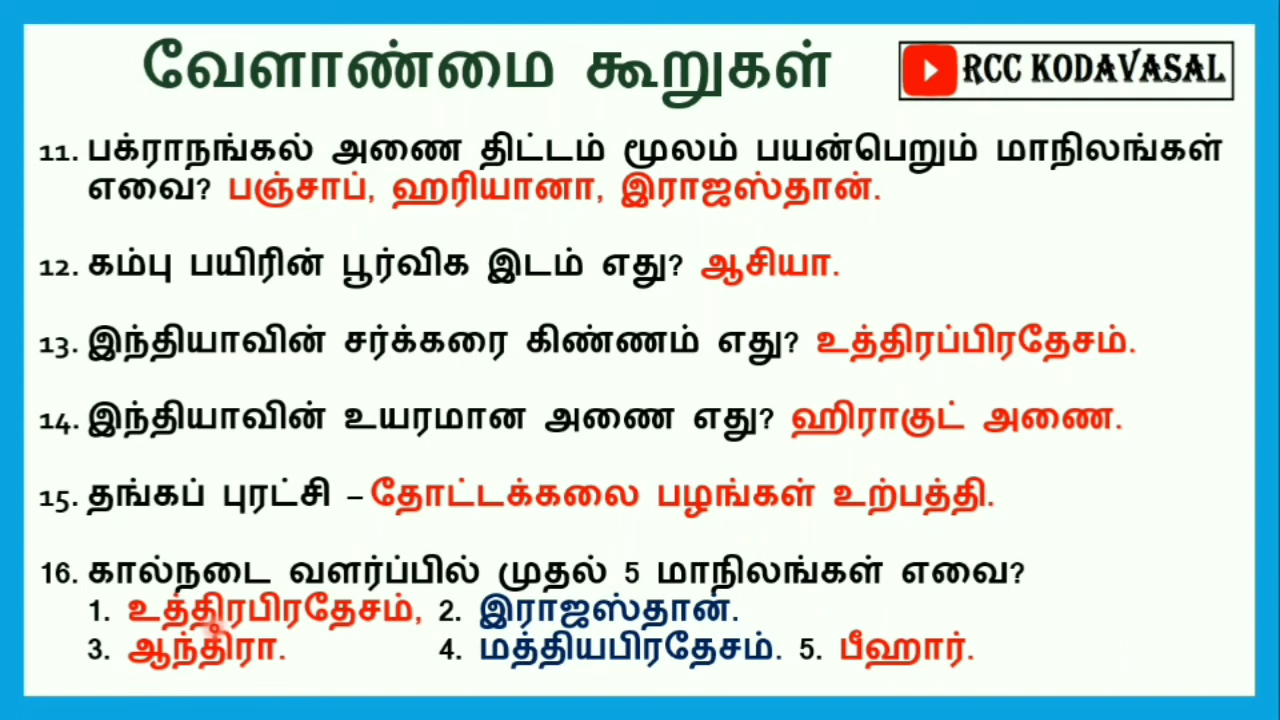 வேளாண்மை கூறுகள்
RCC KODAVASAL
11. பக்ராநங்கல் அணை திட்டம் மூலம் பயன்பெறும் மாநிலங்கள்
எவை? பஞ்சாப், ஹரியானா, இராஜஸ்தான்.
12. கம்பு பயிரின் பூர்விக இடம் எது? ஆசியா.
13. இந்தியாவின் சர்க்கரை கிண்ணம் எது? உத்திரப்பிரதேசம்.
14. இந்தியாவின் உயரமான அணை எது? ஹிராகுட் அணை.
15. தங்கப் புரட்சி – தோட்டக்கலை பழங்கள் உற்பத்தி.
16. கால்நடை வளர்ப்பில் முதல் 5 மாநிலங்கள் எவை?
1. உத்திரபிரதேசம், 2. இராஜஸ்தான்.
3. ஆந்திரா. 4. மத்தியபிரதேசம். 5. பீஹார்.